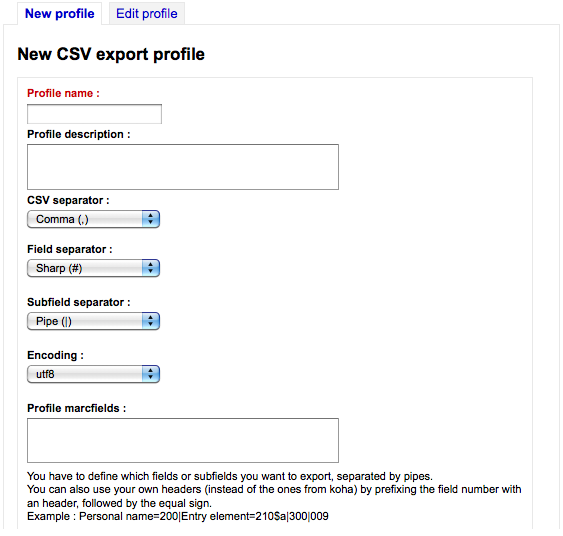 New profile Edit profile
New CSV export profile
Profile name :
Profile description :
CSV separator :
Comma (,)
Field separator :
Sharp (#)
Subfield separator :
Pipe (|)
Encoding :
utf8
Profile marcfields :
You have to define which fields or subfields you want to export, separated by pipes.
You can also use your own headers (instead of the ones from koha) by prefixing the field number with
an header, followed by the equal sign.
Example : Personal name=200|Entry element=210$a|300|009